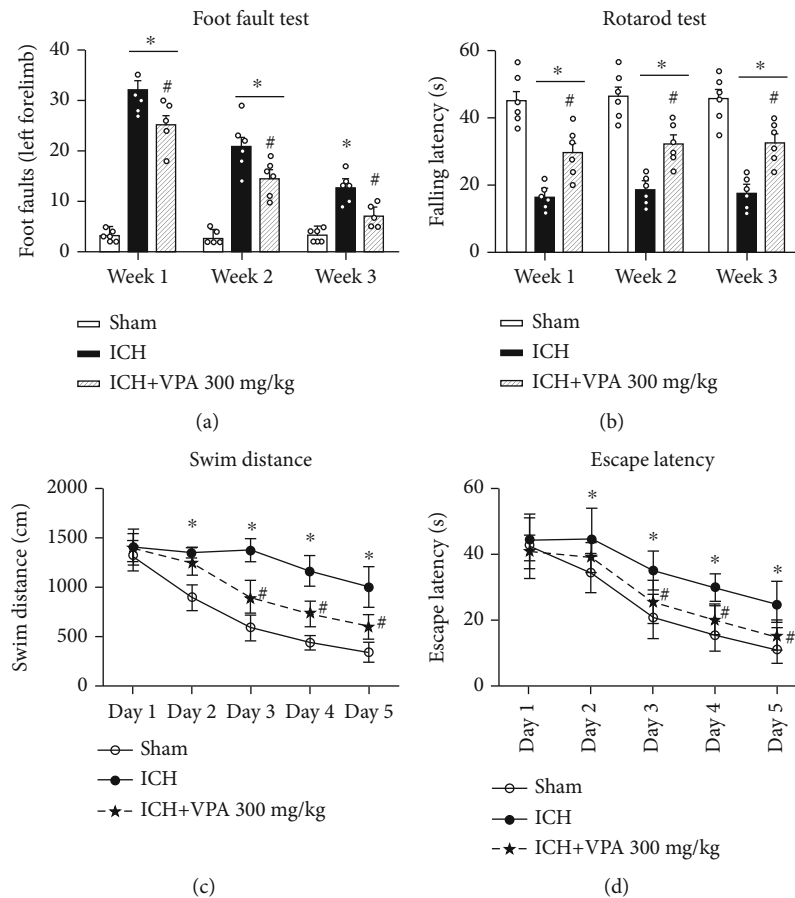 Foot fault test
Foot faults (left forelimb)
40
30
20
10
0
*
#
*
#
*
#
Week 1 Week 2 Week 3
Sham
ICH
ICH+VPA 300 mg/kg
(a)
Rotarod test
Falling latency (s)
60
40
20
0
*
#
*
#
*
#
Week 1 Week 2 Week 3
Sham
ICH
ICH+VPA 300 mg/kg
(b)
Swim distance
Swim distance (cm)
2000
1500
1000
500
0
* * * *
# # #
Day 1 Day 2 Day 3 Day 4 Day 5
Sham
ICH
ICH+VPA 300 mg/kg
(c)
Escape latency
Escape latency (s)
60
40
20
0
* * * *
# # #
Day 1
Day 2
Day 3
Day 4
Day 5
Sham
ICH
ICH+VPA 300 mg/kg
(d)